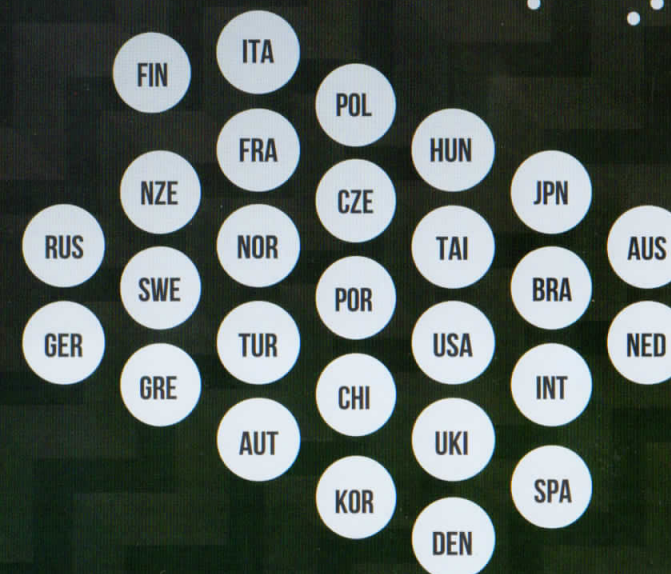 ITA
FIN
POL
FRA
HUN
NZE
CZE
JPN
RUS
NOR
TAI
AUS
SWE
POR
BRA
GER
TUR
USA
NED
GRE
CHI
INT
AUT
UKI
KOR
SPA
DEN